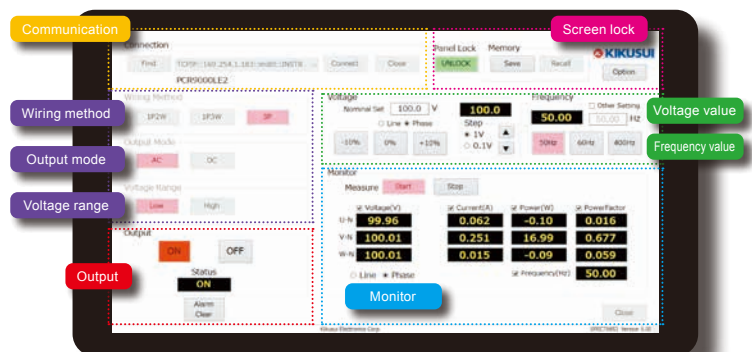 Communication
Screen lock
Connection
Find
Connect
Close
PCR9000LE2
Panel Lock
UNLOCK
Memory
Save
Recall
KIKUSUI
Option
Wiring method
Wiring Method
1P2W
1P3W
3P
Output mode
Output Mode
AC
DC
Voltage range
Voltage Range
Low
High
Voltage
Nominal Set 100.0 V
Line Phase
-10%
0%
+10%
100.0
Step
1V
0.1V
Frequency
Other Setting
50.00
50.00 Hz
50Hz
60Hz
400Hz
Voltage value
Frequency value
Output
Output
ON
OFF
Status
ON
Alarm
Clear
Monitor
Measure Start Stop
Voltage(V) Current(A) Power(W) PowerFactor
U-N 99.96 0.062 -0.10 0.016
V-N 100.01 0.251 16.99 0.677
W-N 100.01 0.015 -0.09 0.059
Line Phase
Frequency(Hz) 50.00
Monitor
Close
Kikusui Electronics Corp.